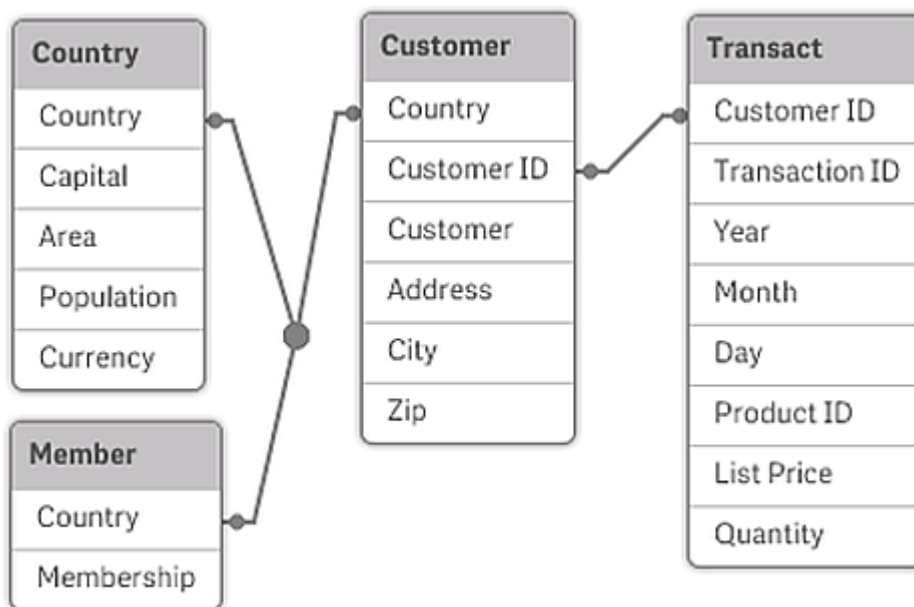 Country
Country
Capital
Area
Population
Currency
Member
Country
Membership
Customer
Country
Customer ID
Customer
Address
City
Zip
Transact
Customer ID
Transaction ID
Year
Month
Day
Product ID
List Price
Quantity